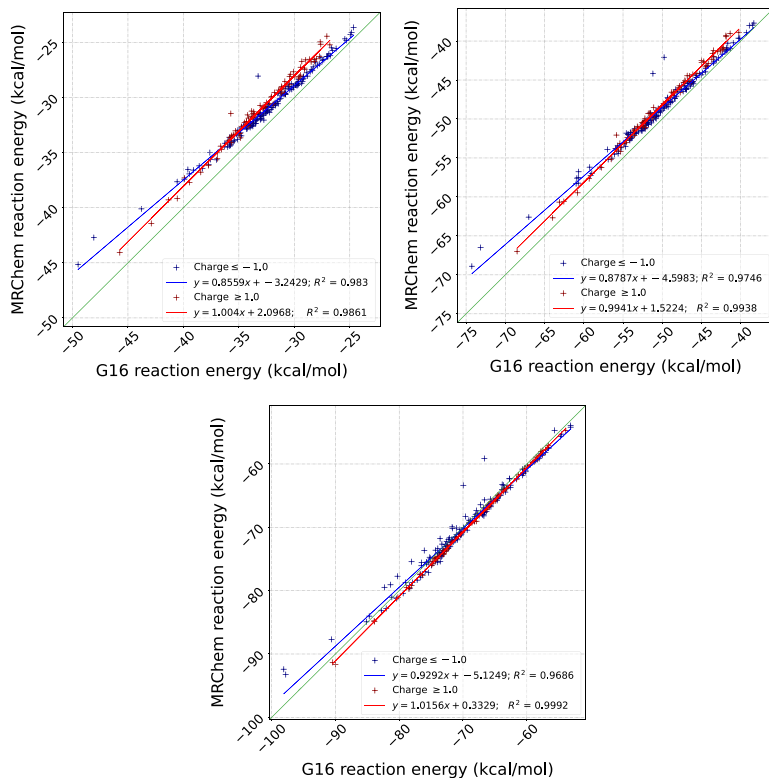 −25
−30
−35
−40
−45
−50
MRChem reaction energy (kcal/mol)
Charge ≤ −1.0
y = 0.8559x + −3.2429; R² = 0.983
Charge ≥ 1.0
y = 1.004x + 2.0968; R² = 0.9861
−50 −45 −40 −35 −30 −25
G16 reaction energy (kcal/mol)
−40
−45
−50
−55
−60
−65
−70
−75
MRChem reaction energy (kcal/mol)
Charge ≤ −1.0
y = 0.8787x + −4.5983; R² = 0.9746
Charge ≥ 1.0
y = 0.9941x + 1.5224; R² = 0.9938
−75 −70 −65 −60 −55 −50 −45 −40
G16 reaction energy (kcal/mol)
−60
−70
−80
−90
−100
MRChem reaction energy (kcal/mol)
Charge ≤ −1.0
y = 0.9292x + −5.1249; R² = 0.9686
Charge ≥ 1.0
y = 1.0156x + 0.3329; R² = 0.9992
−100 −90 −80 −70 −60
G16 reaction energy (kcal/mol)